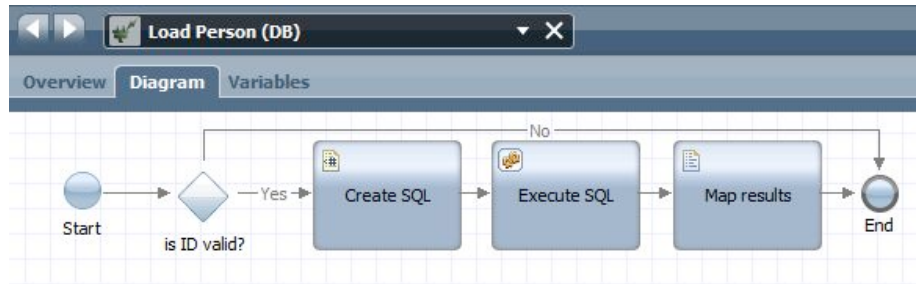 Load Person (DB)
Overview Diagram Variables
No
Yes
Create SQL
Execute SQL
Map results
Start
is ID valid?
End